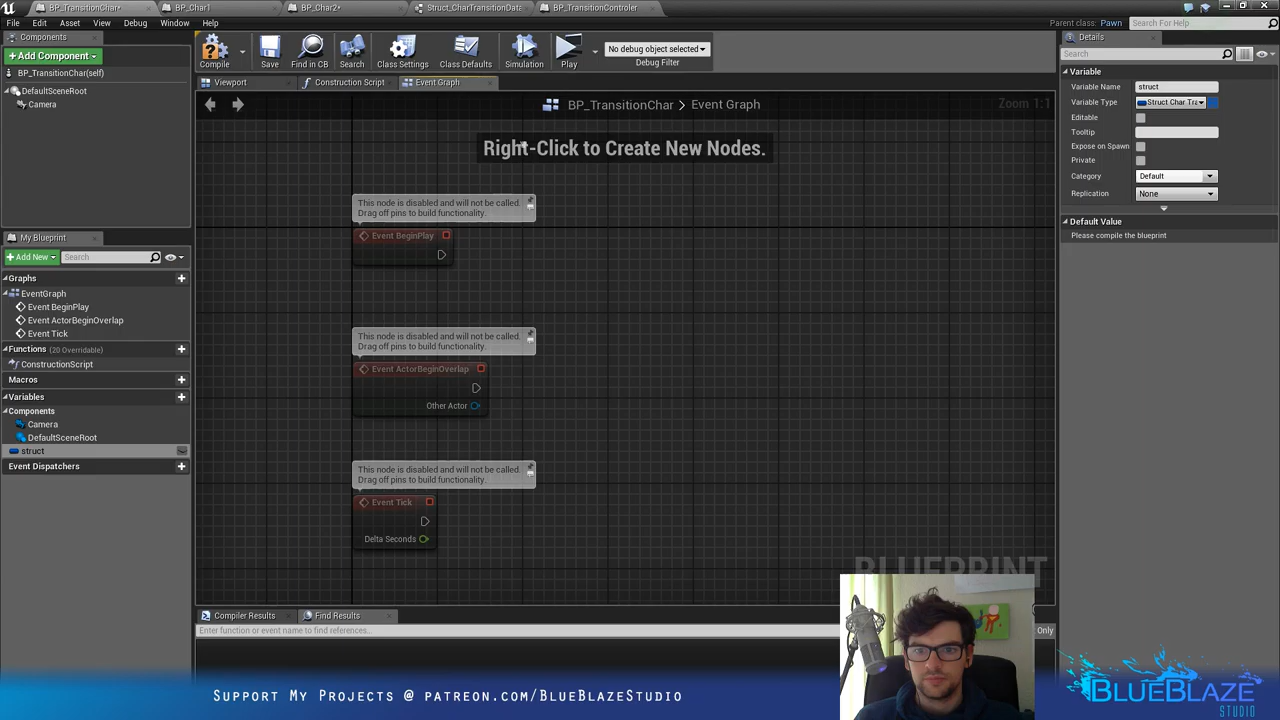 BP_TransitionChar*
BP_Char1
BP_Char2*
Struct_CharTransitionDate
BP_TransitionControler
File
Edit
Asset
View
Debug
Window
Help
Parent class: Pawn
Search For Help
Components
Add Component
BP_TransitionChar(self)
DefaultSceneRoot
Camera
Compile
Save
Find in CB
Search
Class Settings
Class Defaults
Simulation
Play
No debug object selected
Debug Filter
Viewport
Construction Script
Event Graph
BP_TransitionChar > Event Graph
Zoom 1:1
Right-Click to Create New Nodes.
This node is disabled and will not be called.
Drag off pins to build functionality.
Event BeginPlay
This node is disabled and will not be called.
Drag off pins to build functionality.
Event ActorBeginOverlap
Other Actor
This node is disabled and will not be called.
Drag off pins to build functionality.
Event Tick
Delta Seconds
BLUEPRINT
My Blueprint
Add New
Search
Graphs
EventGraph
Event BeginPlay
Event ActorBeginOverlap
Event Tick
Functions (20 Overridable)
ConstructionScript
Macros
Variables
Components
Camera
DefaultSceneRoot
struct
Event Dispatchers
Compiler Results
Find Results
Enter function or event name to find references...
Only
Details
Search
Variable
Variable Name
struct
Variable Type
Struct Char Tra
Editable
Tooltip
Expose on Spawn
Private
Category
Default
Replication
None
Default Value
Please compile the blueprint
Support My Projects @ patreon.com/BlueBlazeStudio
BLUEBLAZE
STUDIO